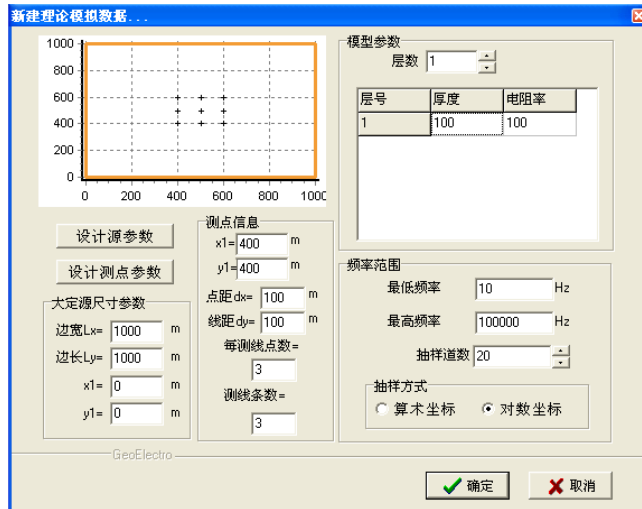 新建理论模拟数据...
1000
800
600
400
200
0
0 200 400 600 800 1000
设计源参数
设计测点参数
大定源尺寸参数
边宽Lx= 1000 m
边长Ly= 1000 m
x1= 0 m
y1= 0 m
测点信息
x1= 400 m
y1= 400 m
点距dx= 100 m
线距dy= 100 m
每测线点数=
3
测线条数=
3
模型参数
层数 1
层号 厚度 电阻率
1 100 100
频率范围
最低频率 10 Hz
最高频率 100000 Hz
抽样道数 20
抽样方式
算术坐标 对数坐标
GeoElectro
确定 取消